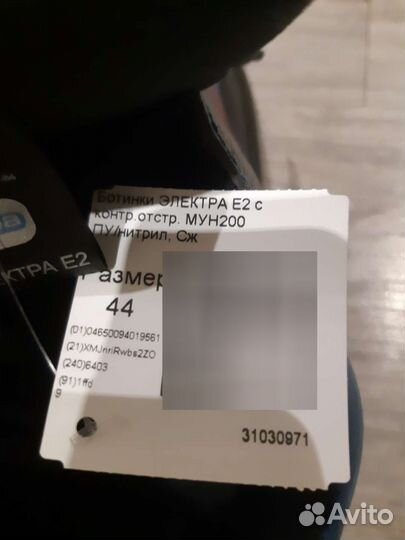 КТРА Е2
Ботинки ЭЛЕКТРА Е2 с
контр.отстр. МУН200
ПУ/нитрил, Сж
Размер
44
(01)04650094019561
(21)XMJnriRwbs2ZO
(240)6403
(91)1ffd
9
31030971
Avito